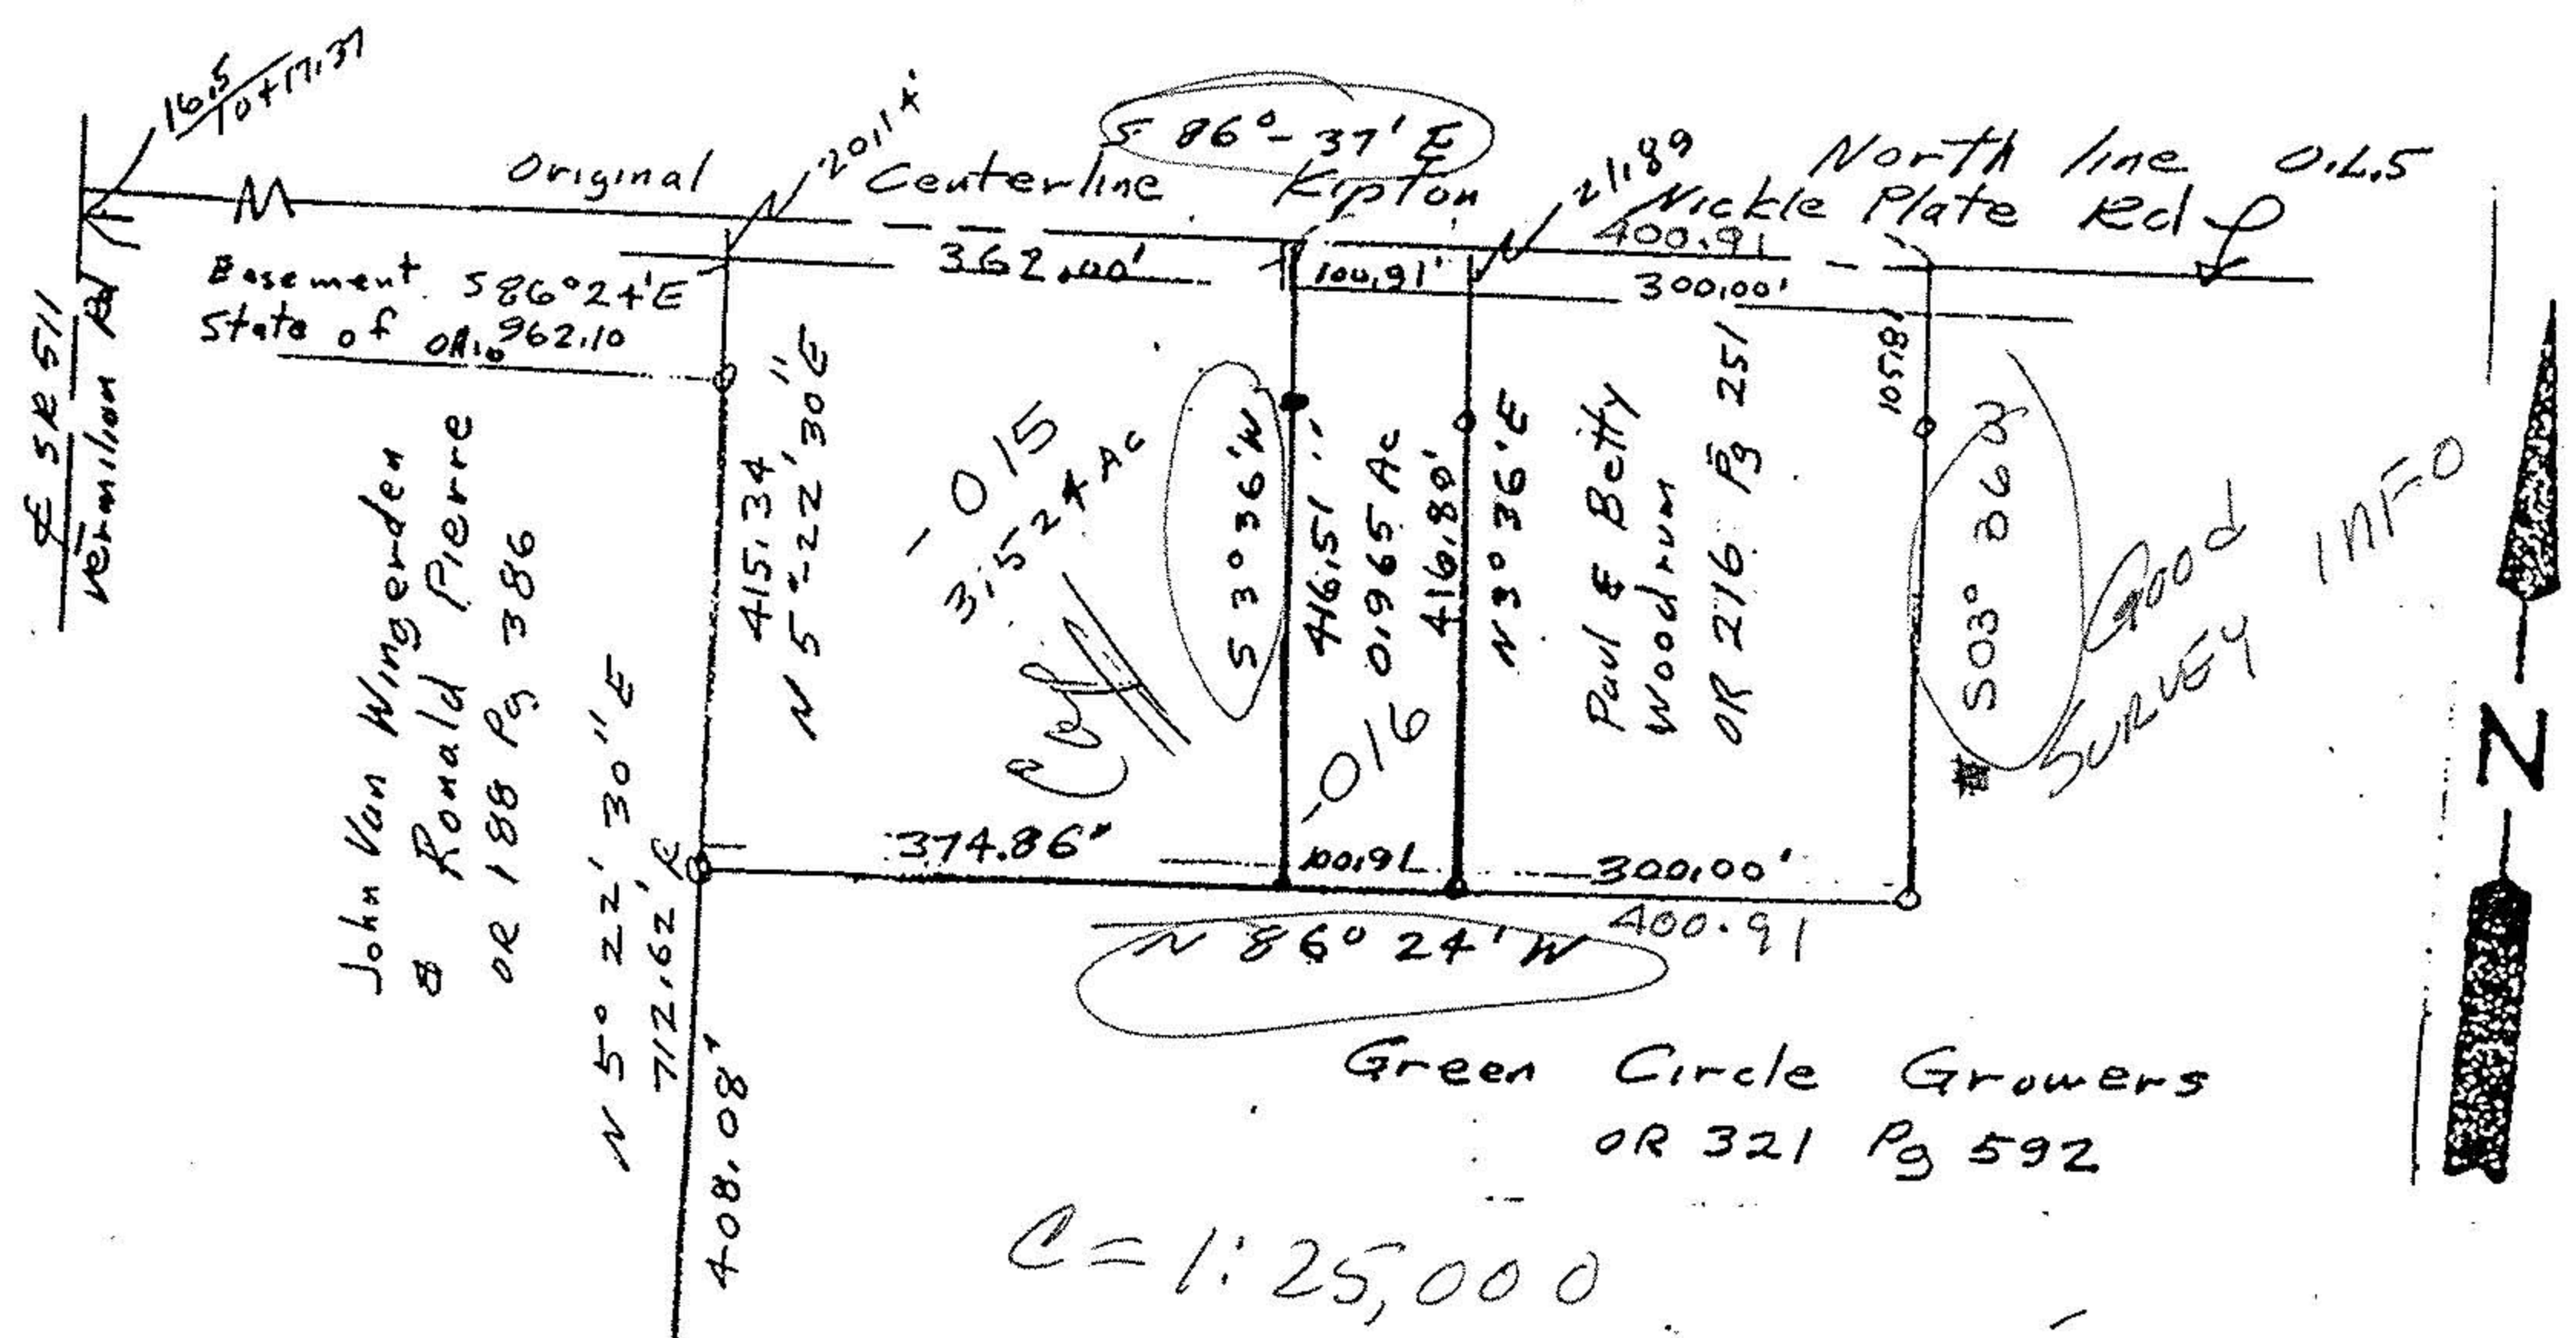 16.5
10+17.37
20.1
S 86°-37' E
21.89
North line O.L.5
Original Centerline Kipton Nickle Plate Rd
400.91
362.00'
100.91'
300.00'
Easement S86°24'E
State of Ohio 962.10
℄ SR 511
Vermilion Rd
John Van Wingerden
& Ronald Pierre
OR 188 Pg 386
N 5° 22' 30" E
712.62'
408.08'
415.34
N 5°-22' 30" E
-015
3.52 Ac
S 3° 36' W
416.51'
0.965 Ac
416.80'
-016
N 3° 36' E
Paul & Betty
Woodrum
OR 216 Pg 251
105.81
S03° 36
Good
SURVEY
INFO
R
374.86'
100.91
300.00'
400.91
N 86° 24' W
Green Circle Growers
OR 321 Pg 592
C = 1:25,000
N